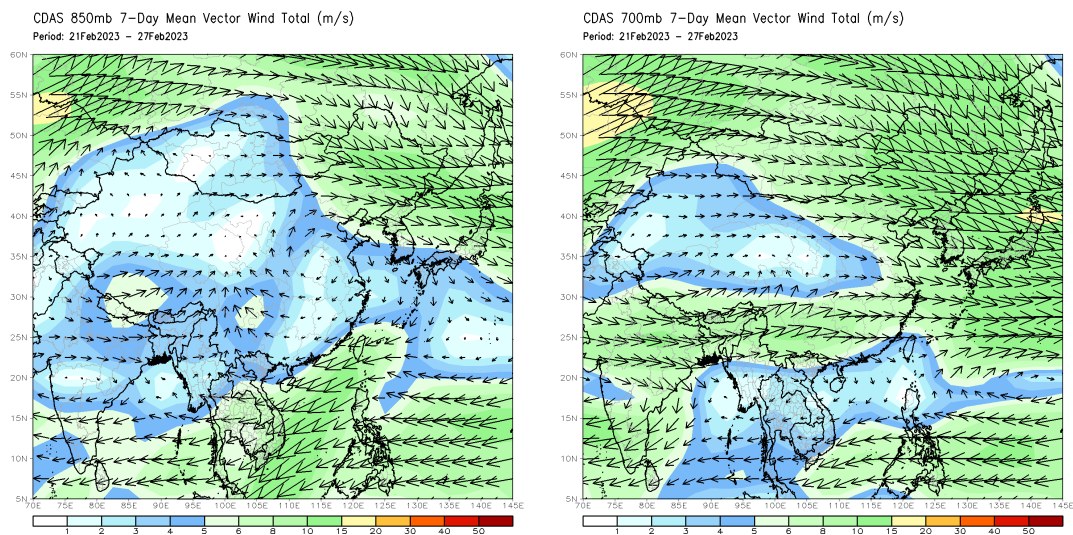 CDAS 850mb 7-Day Mean Vector Wind Total (m/s)
Period: 21Feb2023 - 27Feb2023
60N
55N
50N
45N
40N
35N
30N
25N
20N
15N
10N
5N
70E 75E 80E 85E 90E 95E 100E 105E 110E 115E 120E 125E 130E 135E 140E 145E
1 2 3 4 5 6 8 10 15 20 30 40 50
CDAS 700mb 7-Day Mean Vector Wind Total (m/s)
Period: 21Feb2023 - 27Feb2023
60N
55N
50N
45N
40N
35N
30N
25N
20N
15N
10N
5N
70E 75E 80E 85E 90E 95E 100E 105E 110E 115E 120E 125E 130E 135E 140E 145E
1 2 3 4 5 6 8 10 15 20 30 40 50